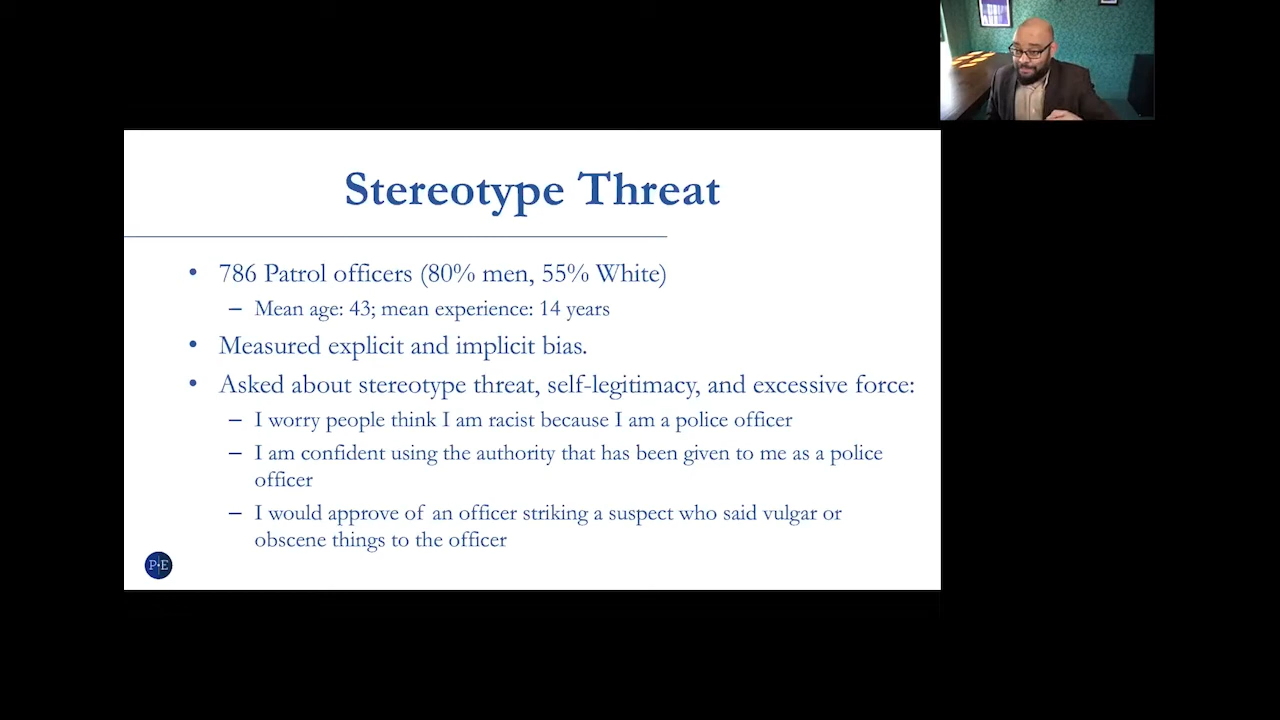 Stereotype Threat
• 786 Patrol officers (80% men, 55% White)
– Mean age: 43; mean experience: 14 years
• Measured explicit and implicit bias.
• Asked about stereotype threat, self-legitimacy, and excessive force:
– I worry people think I am racist because I am a police officer
– I am confident using the authority that has been given to me as a police
officer
– I would approve of an officer striking a suspect who said vulgar or
obscene things to the officer
P•E